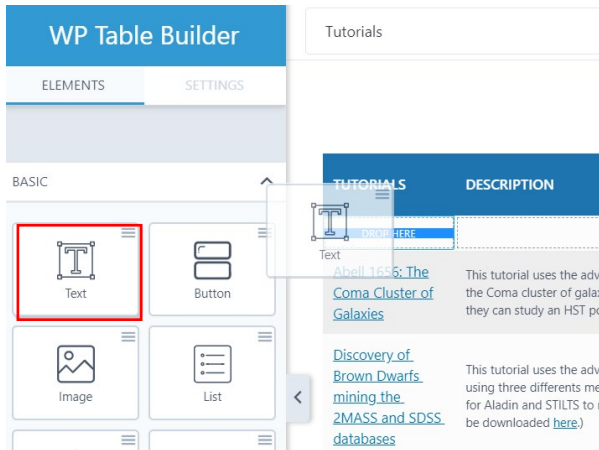 WP Table Builder
Tutorials
ELEMENTS
SETTINGS
BASIC
TUTORIALS
DESCRIPTION
DROP HERE
Text
Text
Button
Abell 1656: The
Coma Cluster of
Galaxies
This tutorial uses the adv
the Coma cluster of gala
they can study an HST po
Image
List
Discovery of
Brown Dwarfs
mining the
2MASS and SDSS
databases
This tutorial uses the adv
using three differents me
for Aladin and STILTS to
be downloaded here.)